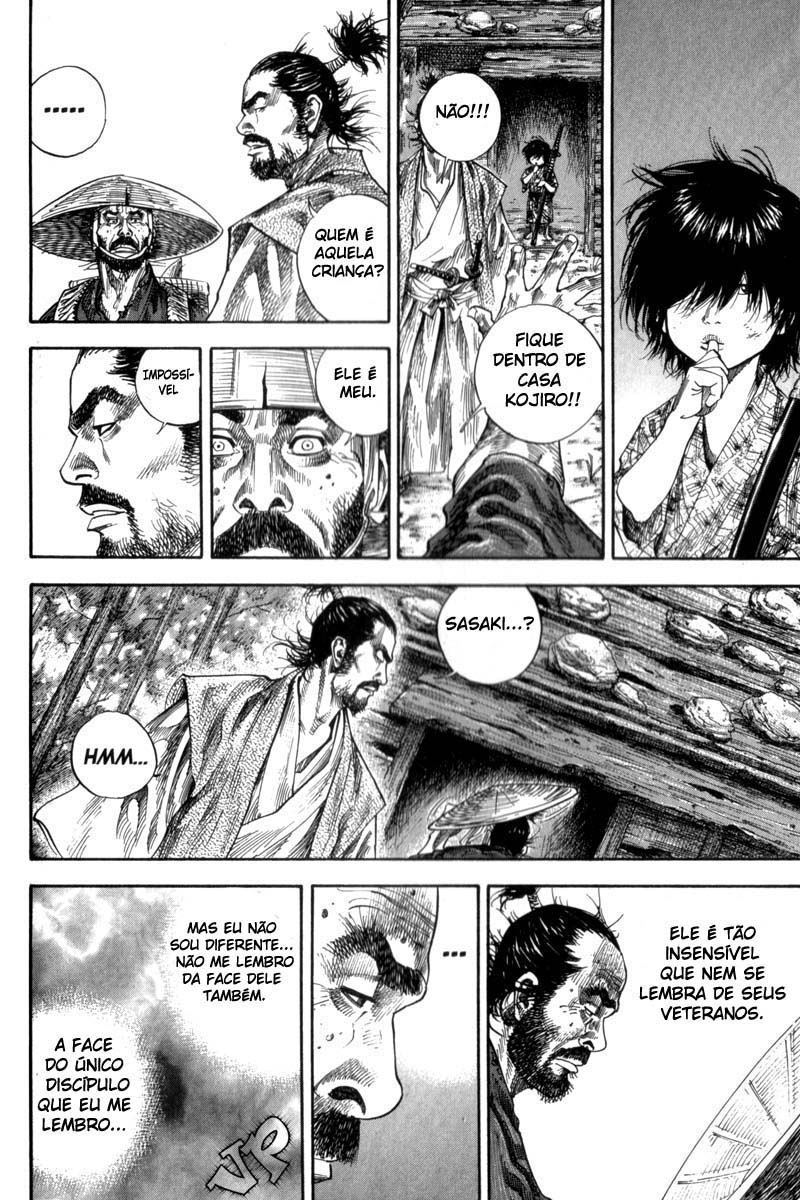 NÃO!!!
FIQUE
DENTRO DE
CASA
KOJIRO!!
QUEM É
AQUELA
CRIANÇA?
.....
ELE É
MEU.
IMPOSSÍ-
VEL
SASAKI...?
HMM...
ELE É TÃO
INSENSÍVEL
QUE NEM SE
LEMBRA DE SEUS
VETERANOS.
...
MAS EU NÃO
SOU DIFERENTE...
NÃO ME LEMBRO
DA FACE DELE
TAMBÉM.
A FACE
DO ÚNICO
DISCÍPULO
QUE EU ME
LEMBRO...
VP